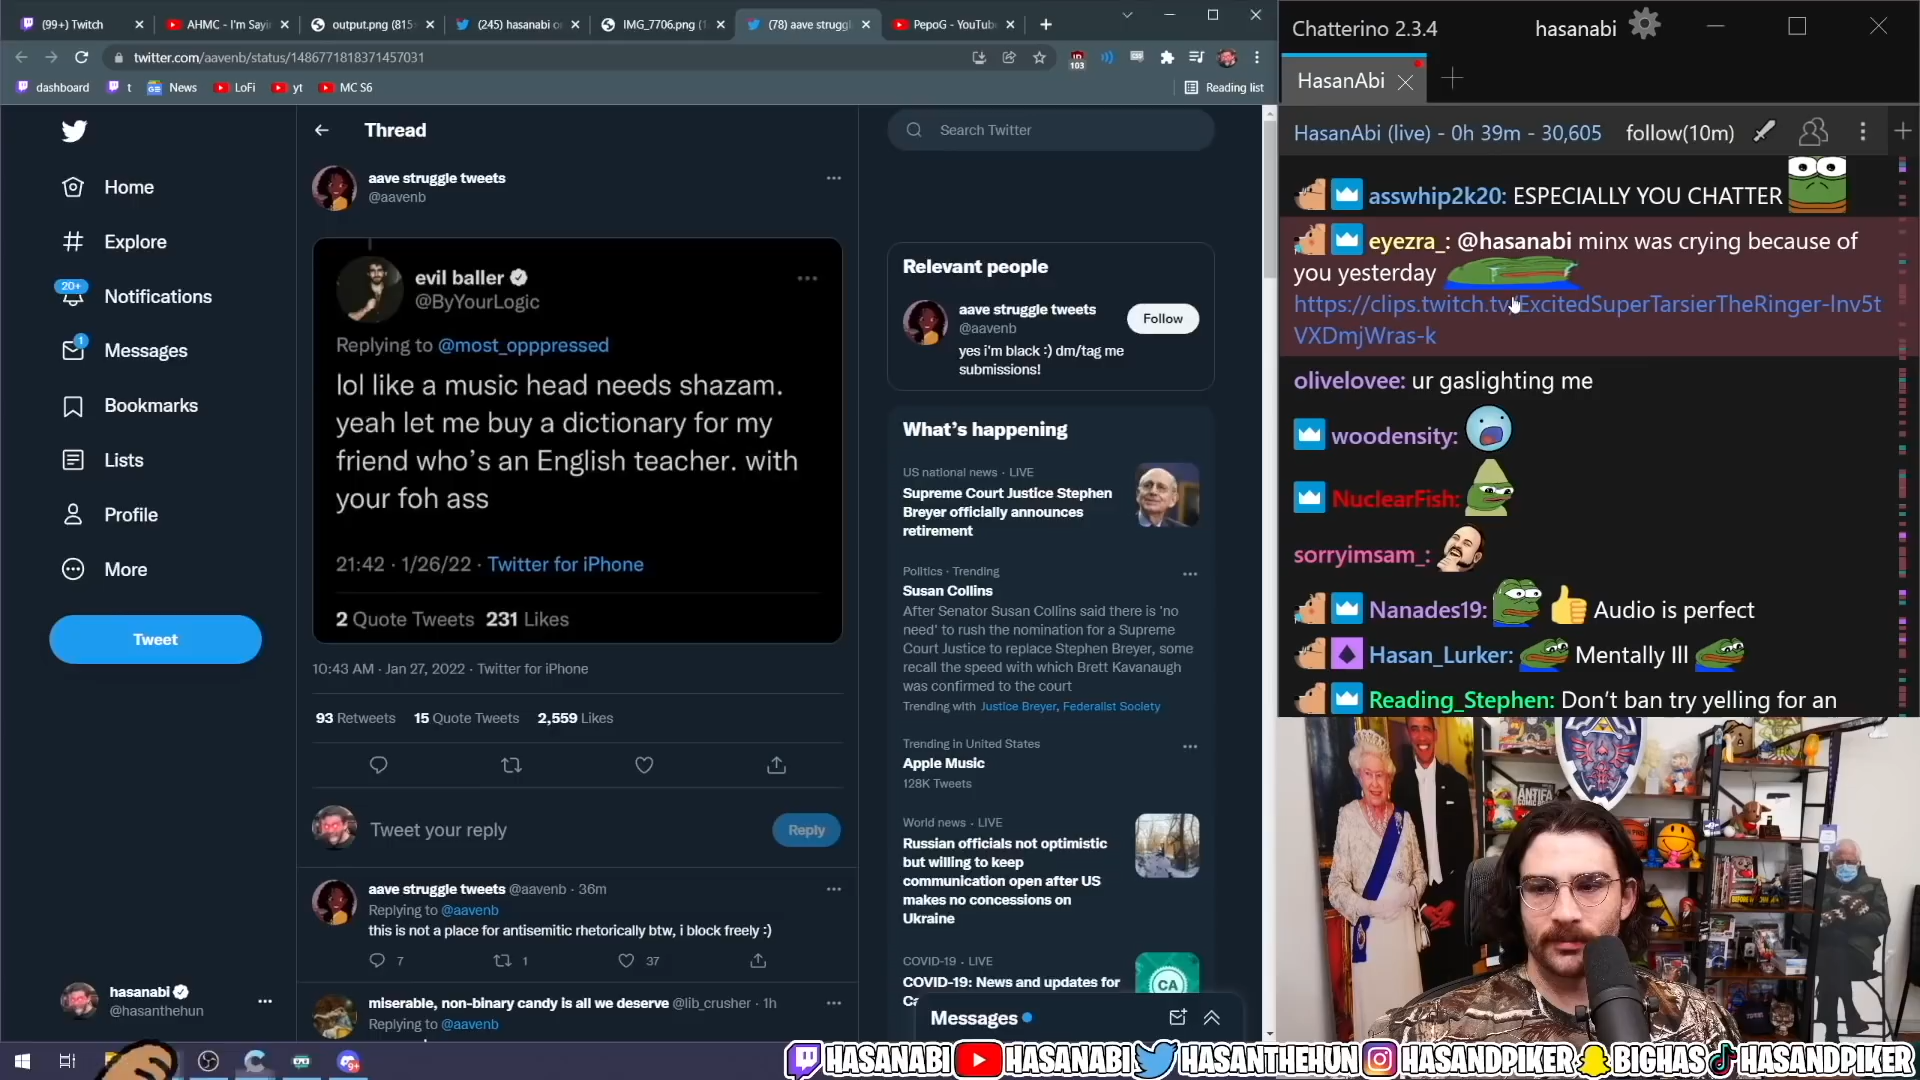 (99+) Twitch
AHMC - I'm Sayi
output.png (815
(245) hasanabi o
IMG_7706.png (1
(78) aave struggl
PepoG - YouTub
twitter.com/aavenb/status/1486771818371457031
103
dashboard
t
News
LoFi
yt
MC S6
Reading list
Home
Explore
20+
Notifications
1
Messages
Bookmarks
Lists
Profile
More
Tweet
hasanabi
@hasanthehun
Thread
aave struggle tweets
@aavenb
evil baller
@ByYourLogic
Replying to @most_opppressed
lol like a music head needs shazam.
yeah let me buy a dictionary for my
friend who's an English teacher. with
your foh ass
21:42 · 1/26/22 · Twitter for iPhone
2 Quote Tweets 231 Likes
10:43 AM · Jan 27, 2022 · Twitter for iPhone
93 Retweets 15 Quote Tweets 2,559 Likes
Tweet your reply
Reply
aave struggle tweets @aavenb · 36m
Replying to @aavenb
this is not a place for antisemitic rhetorically btw, i block freely :)
7
1
37
miserable, non-binary candy is all we deserve @lib_crusher · 1h
Replying to @aavenb
Search Twitter
Relevant people
aave struggle tweets
@aavenb
Follow
yes i'm black :) dm/tag me
submissions!
What's happening
US national news · LIVE
Supreme Court Justice Stephen
Breyer officially announces
retirement
Politics · Trending
Susan Collins
After Senator Susan Collins said there is 'no
need' to rush the nomination for a Supreme
Court Justice to replace Stephen Breyer, some
recall the speed with which Brett Kavanaugh
was confirmed to the court
Trending with Justice Breyer, Federalist Society
Trending in United States
Apple Music
128K Tweets
World news · LIVE
Russian officials not optimistic
but willing to keep
communication open after US
makes no concessions on
Ukraine
COVID-19 · LIVE
COVID-19: News and updates for
Ca
CA
Messages
Chatterino 2.3.4
hasanabi
HasanAbi
HasanAbi (live) - 0h 39m - 30,605
follow(10m)
asswhip2k20: ESPECIALLY YOU CHATTER
eyezra_: @hasanabi minx was crying because of
you yesterday
https://clips.twitch.tv/ExcitedSuperTarsierTheRinger-lnv5t
VXDmjWras-k
olivelovee: ur gaslighting me
woodensity:
NuclearFish:
sorryimsam_:
Nanades19: Audio is perfect
Hasan_Lurker: Mentally Ill
Reading_Stephen: Don't ban try yelling for an
ANTIFA
HASANABI
HASANABI
HASANTHEHUN
HASANDPIKER
BIGHAS
HASANDPIKER